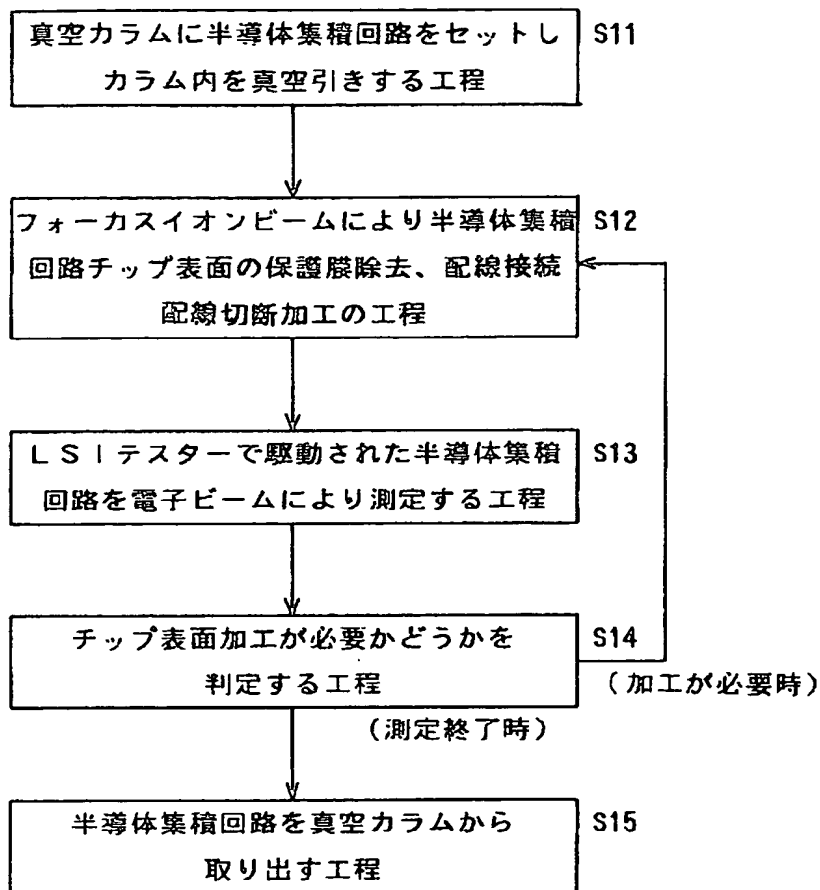 真空カラムに半導体集積回路をセットし
カラム内を真空引きする工程
S11
フォーカスイオンビームにより半導体集積
回路チップ表面の保護膜除去、配線接続
配線切断加工の工程
S12
LSIテスターで駆動された半導体集積
回路を電子ビームにより測定する工程
S13
チップ表面加工が必要かどうかを
判定する工程
S14
(加工が必要時)
(測定終了時)
半導体集積回路を真空カラムから
取り出す工程
S15